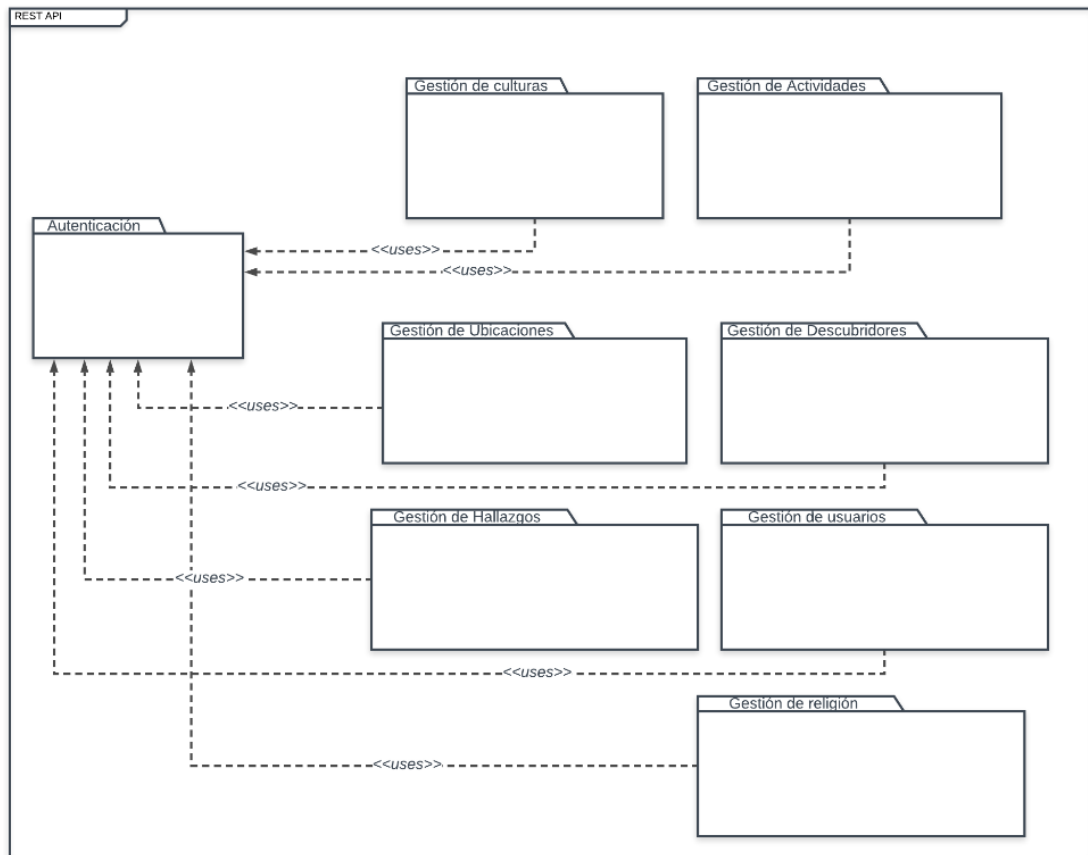 REST API
Gestión de culturas
Gestión de Actividades
Autenticación
<<uses>>
<<uses>>
Gestión de Ubicaciones
Gestión de Descubridores
<<uses>>
<<uses>>
Gestión de Hallazgos
Gestión de usuarios
<<uses>>
<<uses>>
Gestión de religión
<<uses>>